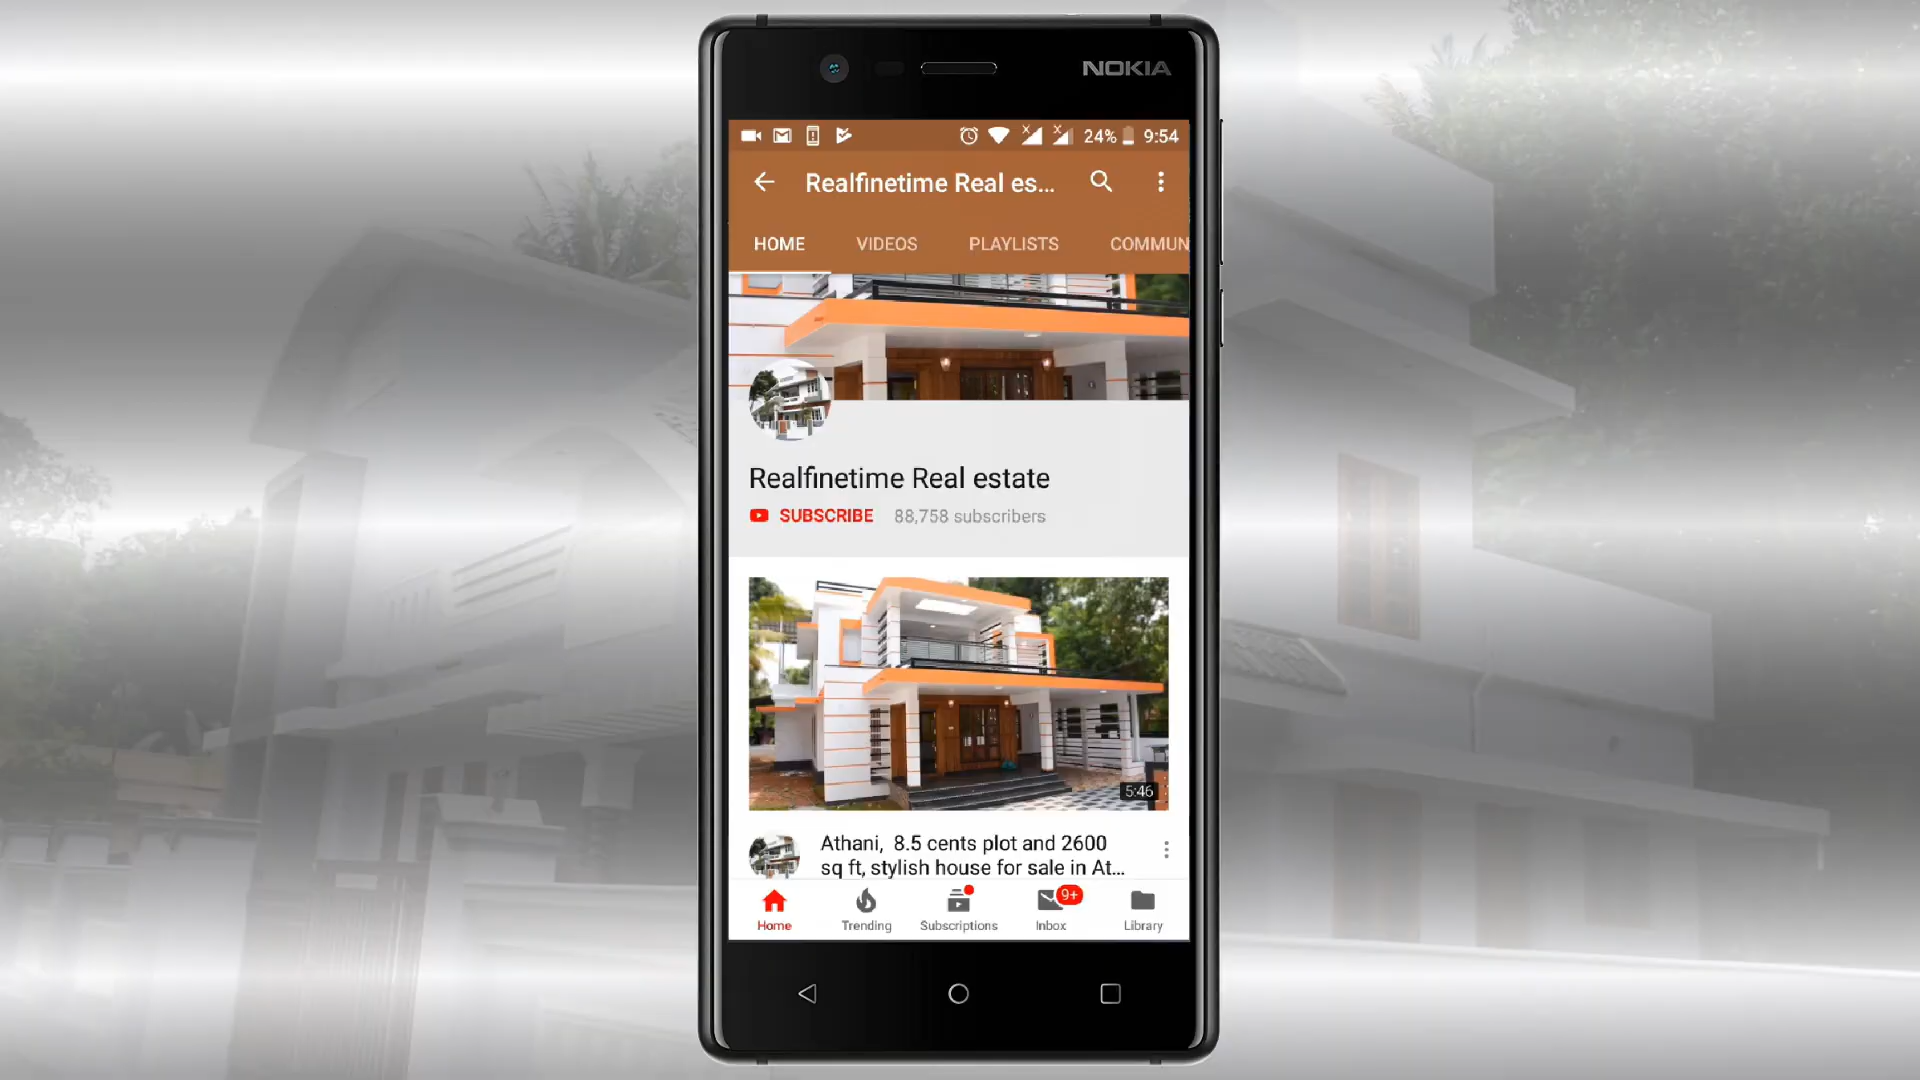 NOKIA
24% 9:54
Realfinetime Real es...
HOME VIDEOS PLAYLISTS COMMUN
Realfinetime Real estate
SUBSCRIBE 88,758 subscribers
5:46
Athani, 8.5 cents plot and 2600
sq ft, stylish house for sale in At...
9+
Home Trending Subscriptions Inbox Library